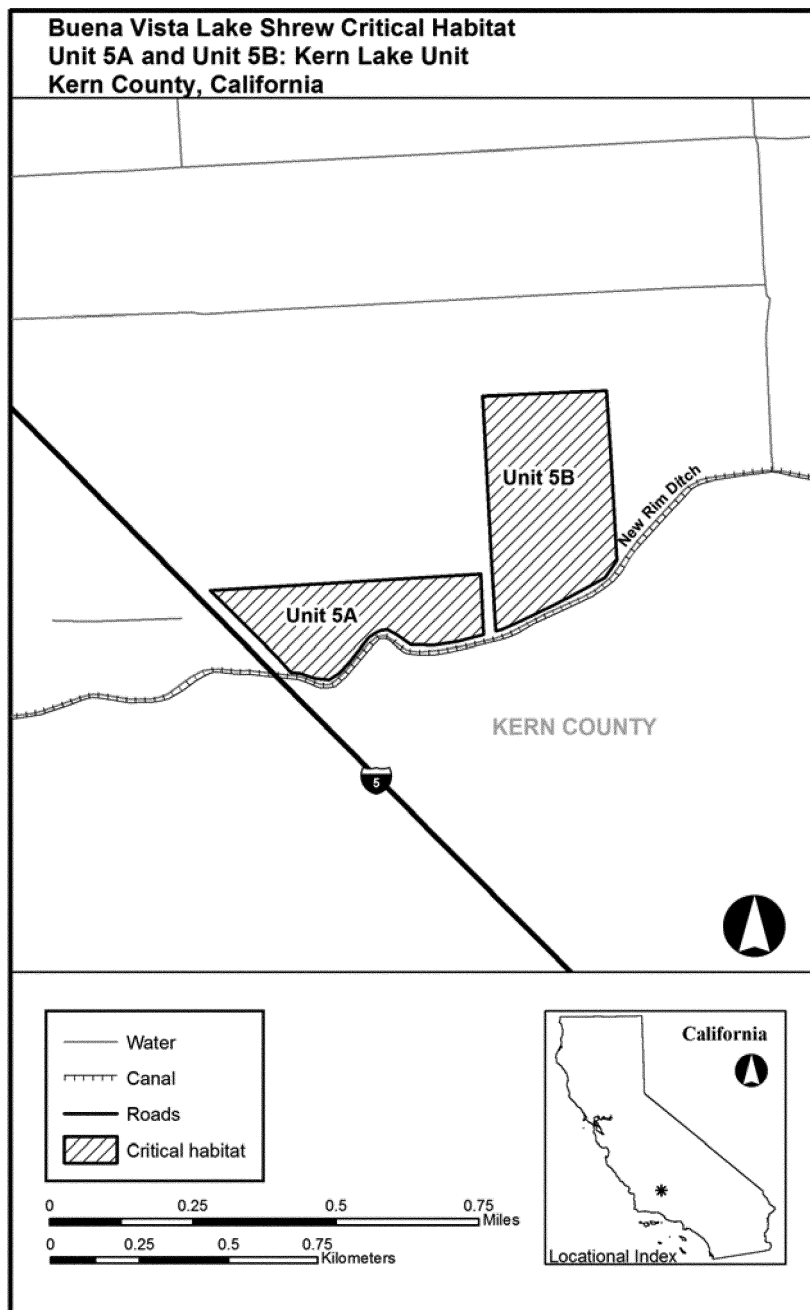 Buena Vista Lake Shrew Critical Habitat
Unit 5A and Unit 5B: Kern Lake Unit
Kern County, California
Unit 5B
New Rim Ditch
Unit 5A
KERN COUNTY
5
Water
Canal
Roads
Critical habitat
0 0.25 0.5 0.75
Miles
0 0.25 0.5 0.75
Kilometers
California
Locational Index